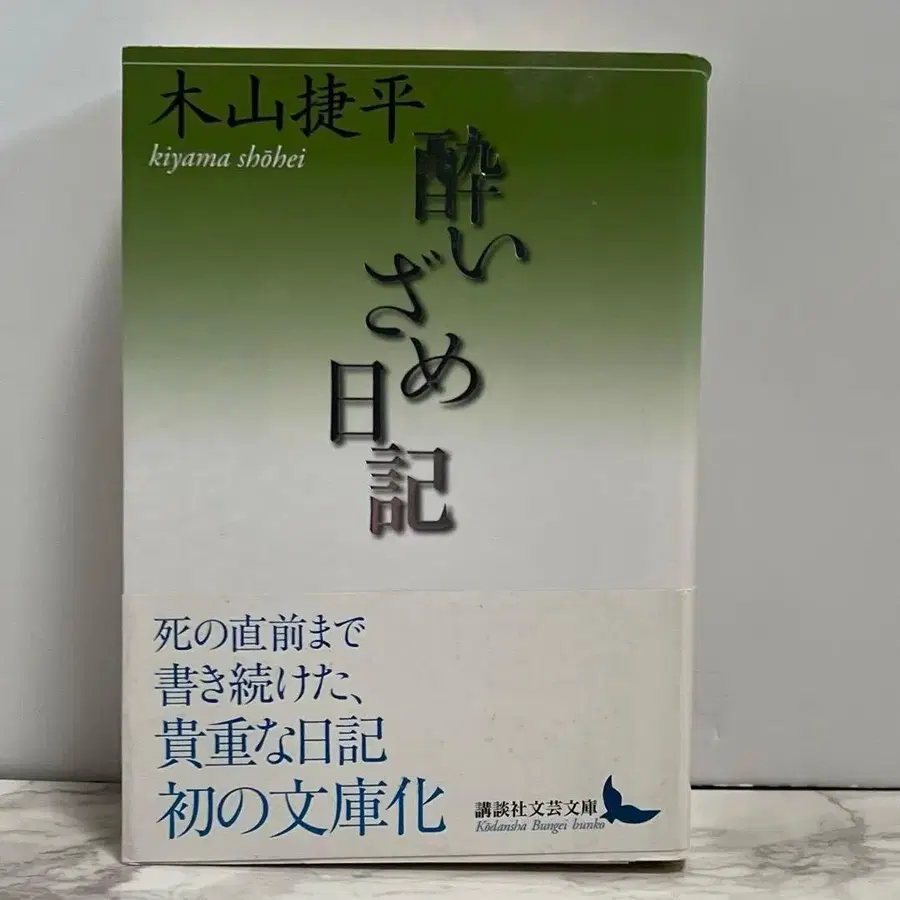 木山捷平
kiyama shōhei
酔いざめ日記
死の直前まで
書き続けた、
貴重な日記
初の文庫化
講談社文芸文庫
Kōdansha Bungei bunko